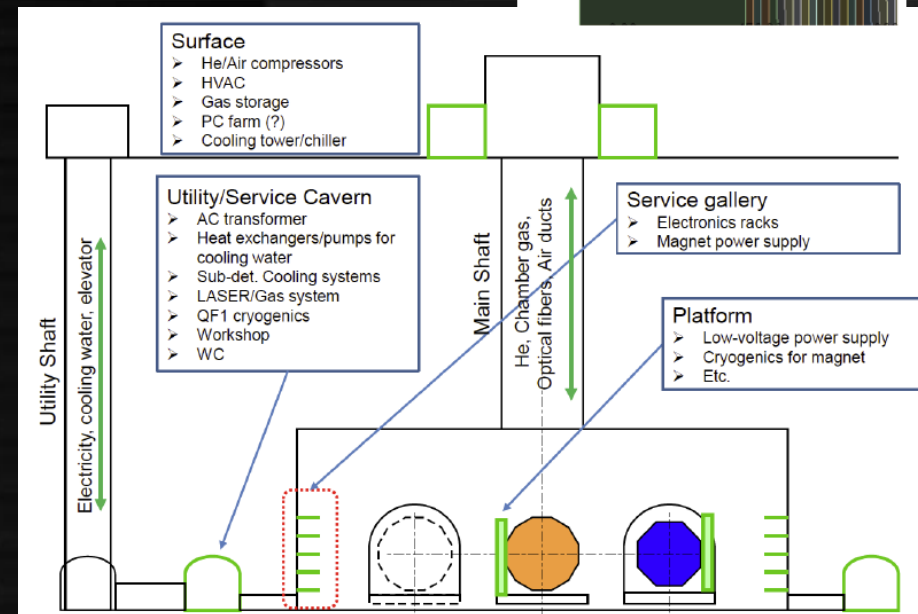 Surface
➢ He/Air compressors
➢ HVAC
➢ Gas storage
➢ PC farm (?)
➢ Cooling tower/chiller
Utility/Service Cavern
➢ AC transformer
➢ Heat exchangers/pumps for
cooling water
➢ Sub-det. Cooling systems
➢ LASER/Gas system
➢ QF1 cryogenics
➢ Workshop
➢ WC
Service gallery
➢ Electronics racks
➢ Magnet power supply
Platform
➢ Low-voltage power supply
➢ Cryogenics for magnet
➢ Etc.
Utility Shaft
Electricity, cooling water, elevator
Main Shaft
He, Chamber gas,
Optical fibers, Air ducts